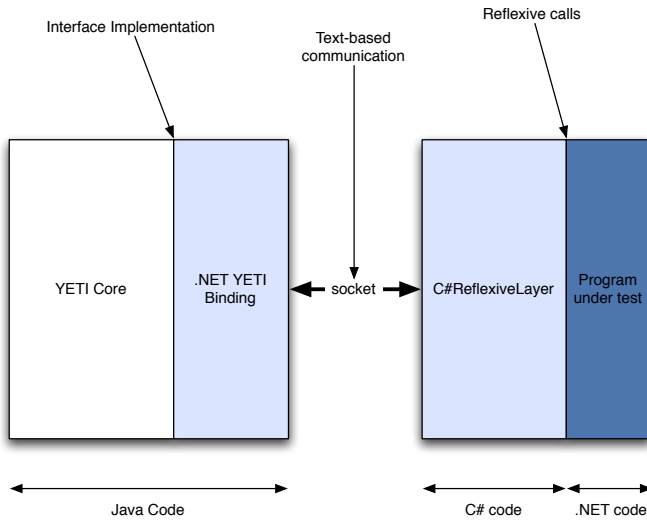 Interface Implementation
Text-based
communication
Reflexive calls
YETI Core
.NET YETI
Binding
socket
C#ReflexiveLayer
Program
under test
Java Code
C# code
.NET code